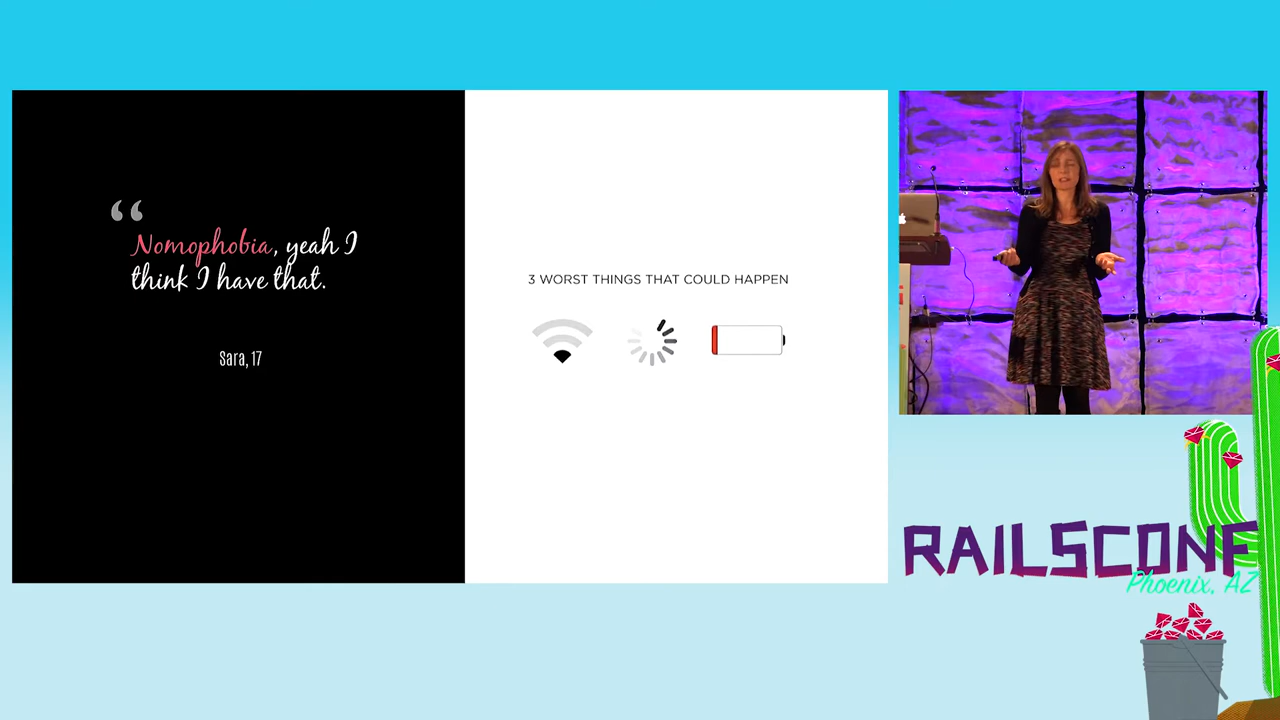 “
Nomophobia, yeah I
think I have that.
Sara, 17
3 WORST THINGS THAT COULD HAPPEN
RAILSCONF
Phoenix, AZ